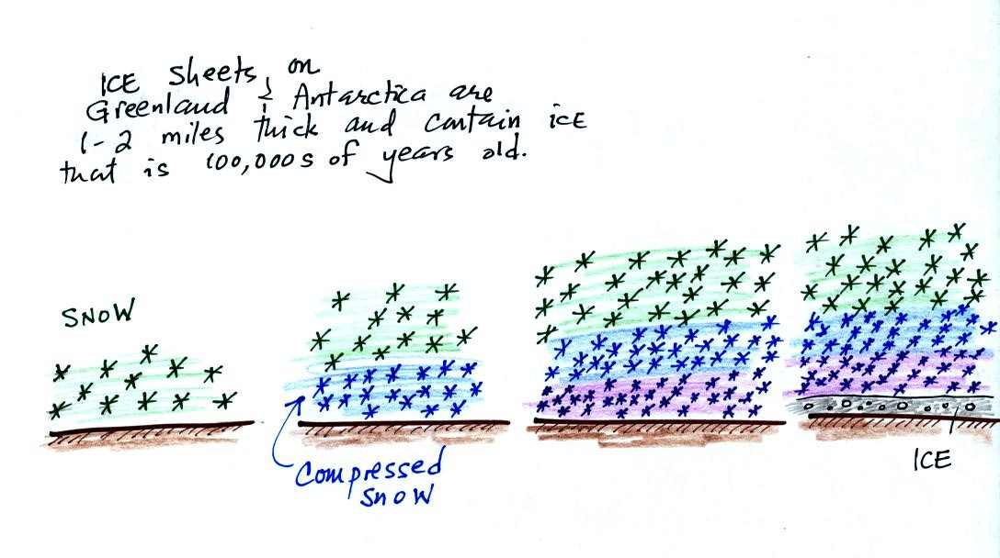 ICE Sheets on
Greenland & Antarctica are
1-2 miles thick and contain ice
that is 100,000s of years old.
SNOW
Compressed
Snow
ICE